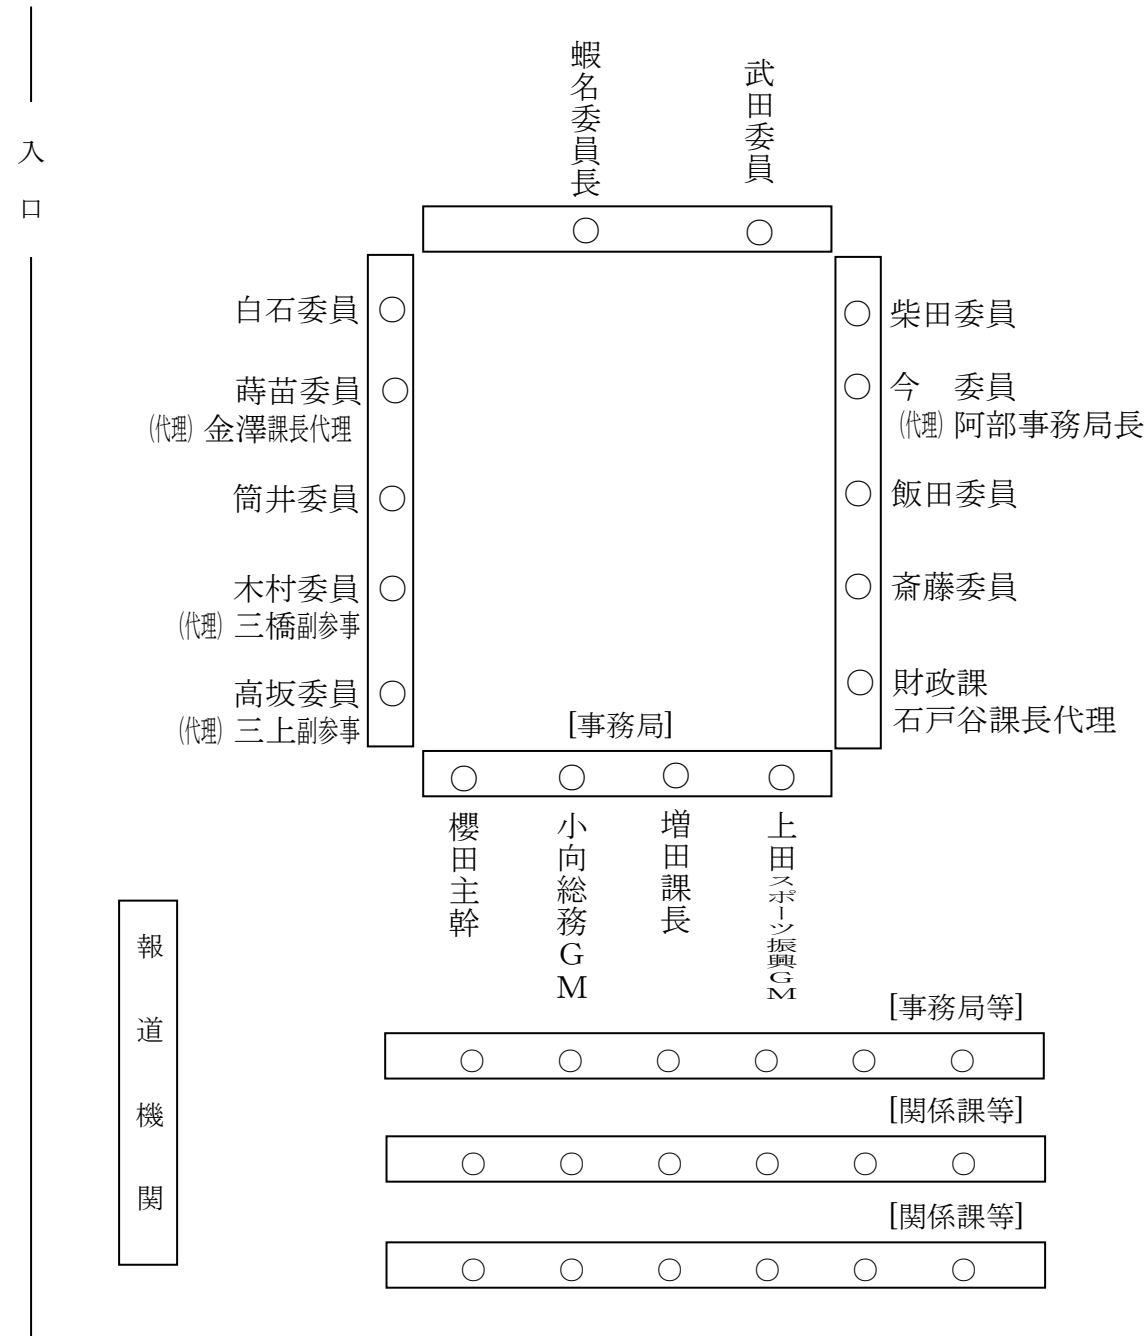 入口
蝦名委員長
武田委員
○
○
白石委員 ○
蒔苗委員 ○
(代理) 金澤課長代理
筒井委員 ○
木村委員 ○
(代理) 三橋副参事
高坂委員 ○
(代理) 三上副参事
○ 柴田委員
○ 今　委員
(代理) 阿部事務局長
○ 飯田委員
○ 斎藤委員
○ 財政課
石戸谷課長代理
[事務局]
○ ○ ○ ○
櫻田主幹
小向総務GM
増田課長
上田スポーツ振興GM
報道機関
[事務局等]
○ ○ ○ ○ ○ ○
[関係課等]
○ ○ ○ ○ ○ ○
[関係課等]
○ ○ ○ ○ ○ ○